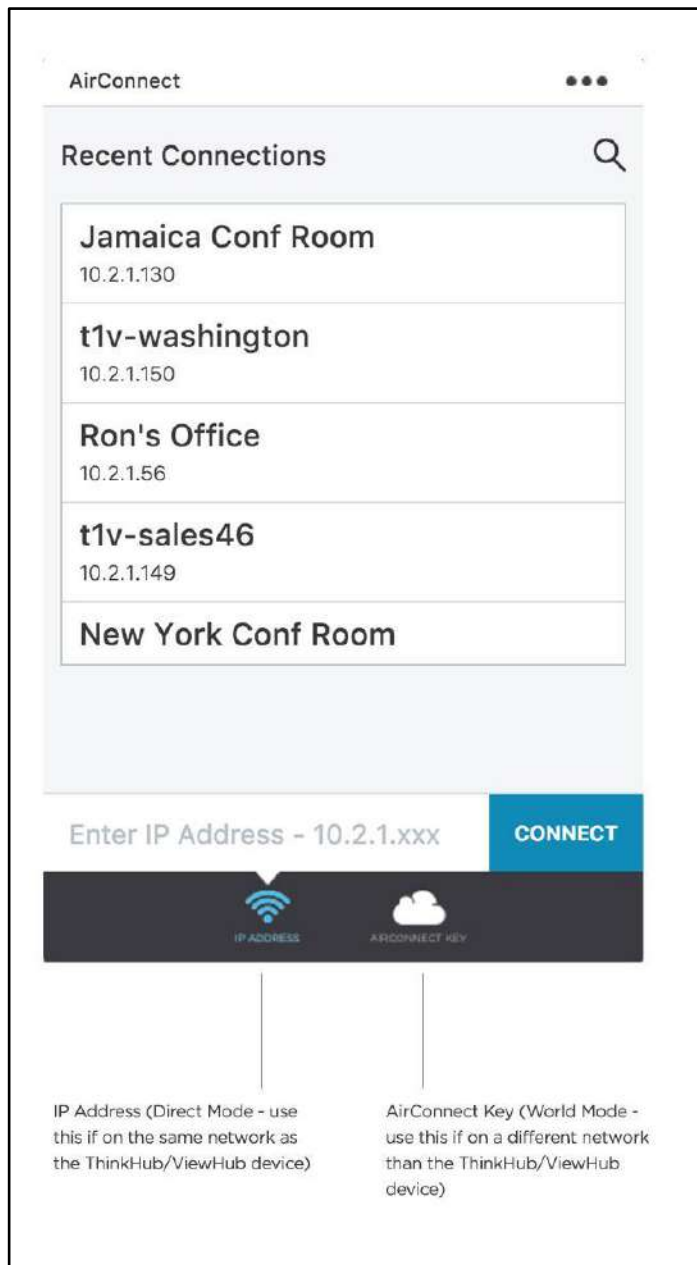 AirConnect
Recent Connections
Jamaica Conf Room
10.2.1.130
t1v-washington
10.2.1.150
Ron's Office
10.2.1.56
t1v-sales46
10.2.1.149
New York Conf Room
Enter IP Address - 10.2.1.xxx
CONNECT
IP ADDRESS
AIRCONNECT KEY
IP Address (Direct Mode - use
this if on the same network as
the ThinkHub/ViewHub device)
AirConnect Key (World Mode -
use this if on a different network
than the ThinkHub/ViewHub
device)